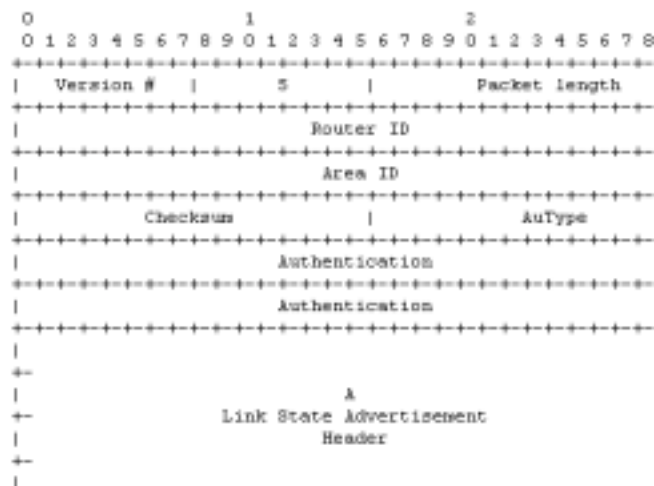 0 1 2
0 1 2 3 4 5 6 7 8 9 0 1 2 3 4 5 6 7 8 9 0 1 2 3 4 5 6 7 8
+-+-+-+-+-+-+-+-+-+-+-+-+-+-+-+-+-+-+-+-+-+-+-+-+-+-+-+-+-
| Version # | 5 | Packet length
+-+-+-+-+-+-+-+-+-+-+-+-+-+-+-+-+-+-+-+-+-+-+-+-+-+-+-+-+-
| Router ID
+-+-+-+-+-+-+-+-+-+-+-+-+-+-+-+-+-+-+-+-+-+-+-+-+-+-+-+-+-
| Area ID
+-+-+-+-+-+-+-+-+-+-+-+-+-+-+-+-+-+-+-+-+-+-+-+-+-+-+-+-+-
| Checksum | AuType
+-+-+-+-+-+-+-+-+-+-+-+-+-+-+-+-+-+-+-+-+-+-+-+-+-+-+-+-+-
| Authentication
+-+-+-+-+-+-+-+-+-+-+-+-+-+-+-+-+-+-+-+-+-+-+-+-+-+-+-+-+-
| Authentication
+-+-+-+-+-+-+-+-+-+-+-+-+-+-+-+-+-+-+-+-+-+-+-+-+-+-+-+-+-
|
+-
| A
+- Link State Advertisement
| Header
+-
|